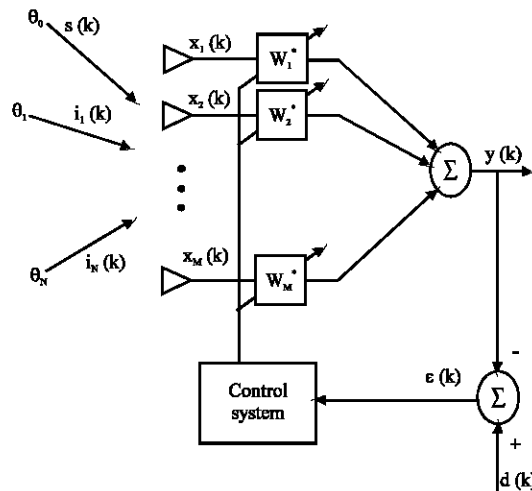 θ₀
s (k)
x₁ (k)
W₁*
θ₁
i₁ (k)
x₂ (k)
W₂*
Σ
y (k)
θ_N
i_N (k)
x_M (k)
W_M*
-
Control
system
ε (k)
Σ
+
d (k)